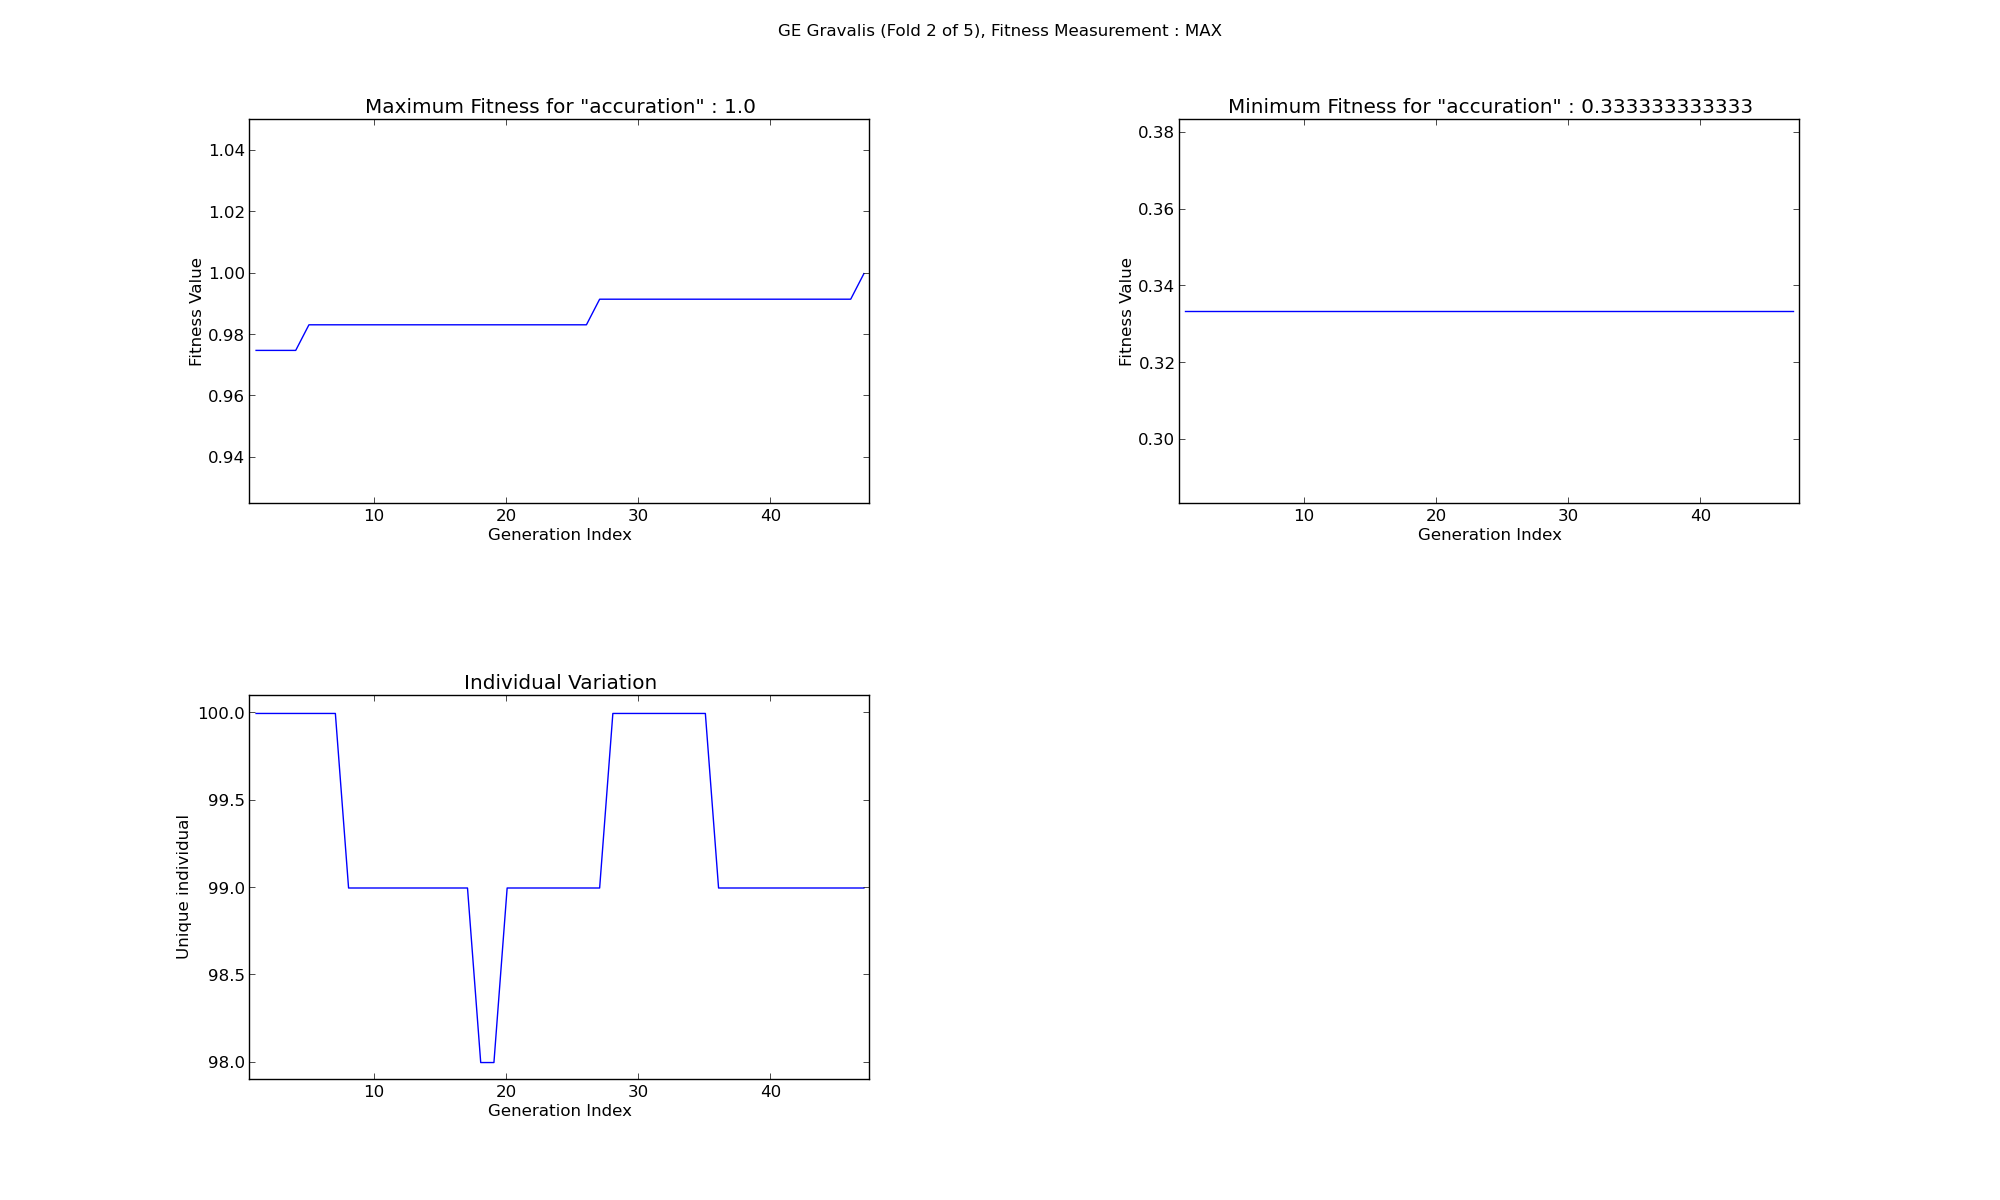 GE Gravalis (Fold 2 of 5), Fitness Measurement : MAX
Maximum Fitness for "accuration" : 1.0
1.04
1.02
1.00
0.98
0.96
0.94
Fitness Value
10 20 30 40
Generation Index
Minimum Fitness for "accuration" : 0.333333333333
0.38
0.36
0.34
0.32
0.30
Fitness Value
10 20 30 40
Generation Index
Individual Variation
100.0
99.5
99.0
98.5
98.0
Unique individual
10 20 30 40
Generation Index